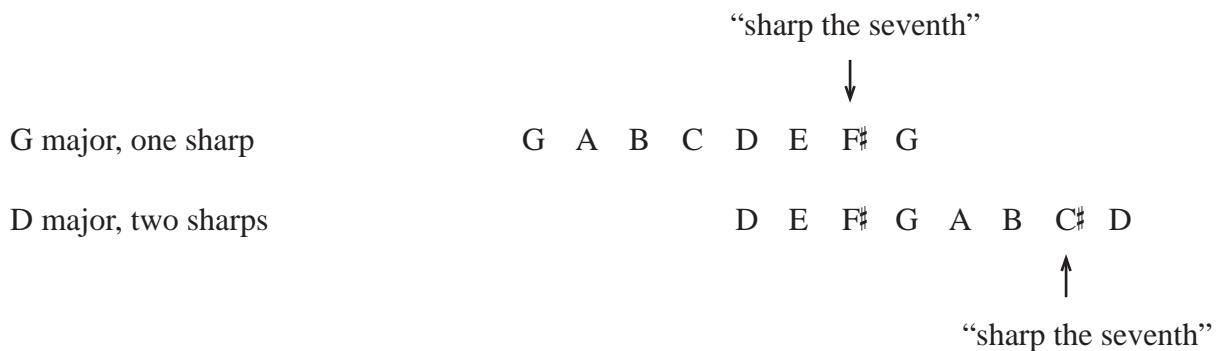 “sharp the seventh”
G major, one sharp G A B C D E F♯ G
D major, two sharps D E F♯ G A B C♯ D
“sharp the seventh”